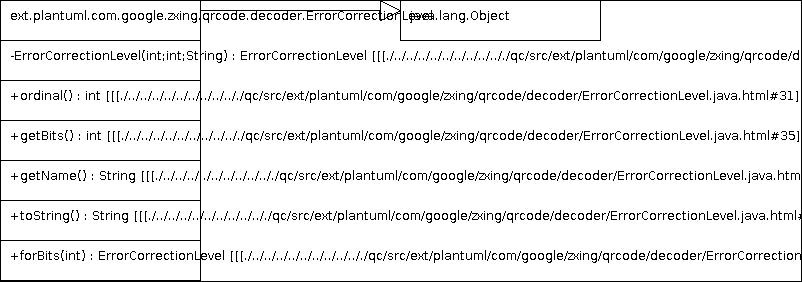 ext.plantuml.com.google.zxing.qrcode.decoder.ErrorCorrectionLevel
java.lang.Object
-ErrorCorrectionLevel(int;int;String) : ErrorCorrectionLevel [[[./../../../../../../../../../../qc/src/ext/plantuml/com/google/zxing/qrcode/d
+ordinal() : int [[[./../../../../../../../../../../qc/src/ext/plantuml/com/google/zxing/qrcode/decoder/ErrorCorrectionLevel.java.html#31]
+getBits() : int [[[./../../../../../../../../../../qc/src/ext/plantuml/com/google/zxing/qrcode/decoder/ErrorCorrectionLevel.java.html#35]
+getName() : String [[[./../../../../../../../../../../qc/src/ext/plantuml/com/google/zxing/qrcode/decoder/ErrorCorrectionLevel.java.htm
+toString() : String [[[./../../../../../../../../../../qc/src/ext/plantuml/com/google/zxing/qrcode/decoder/ErrorCorrectionLevel.java.html#
+forBits(int) : ErrorCorrectionLevel [[[./../../../../../../../../../../qc/src/ext/plantuml/com/google/zxing/qrcode/decoder/ErrorCorrection